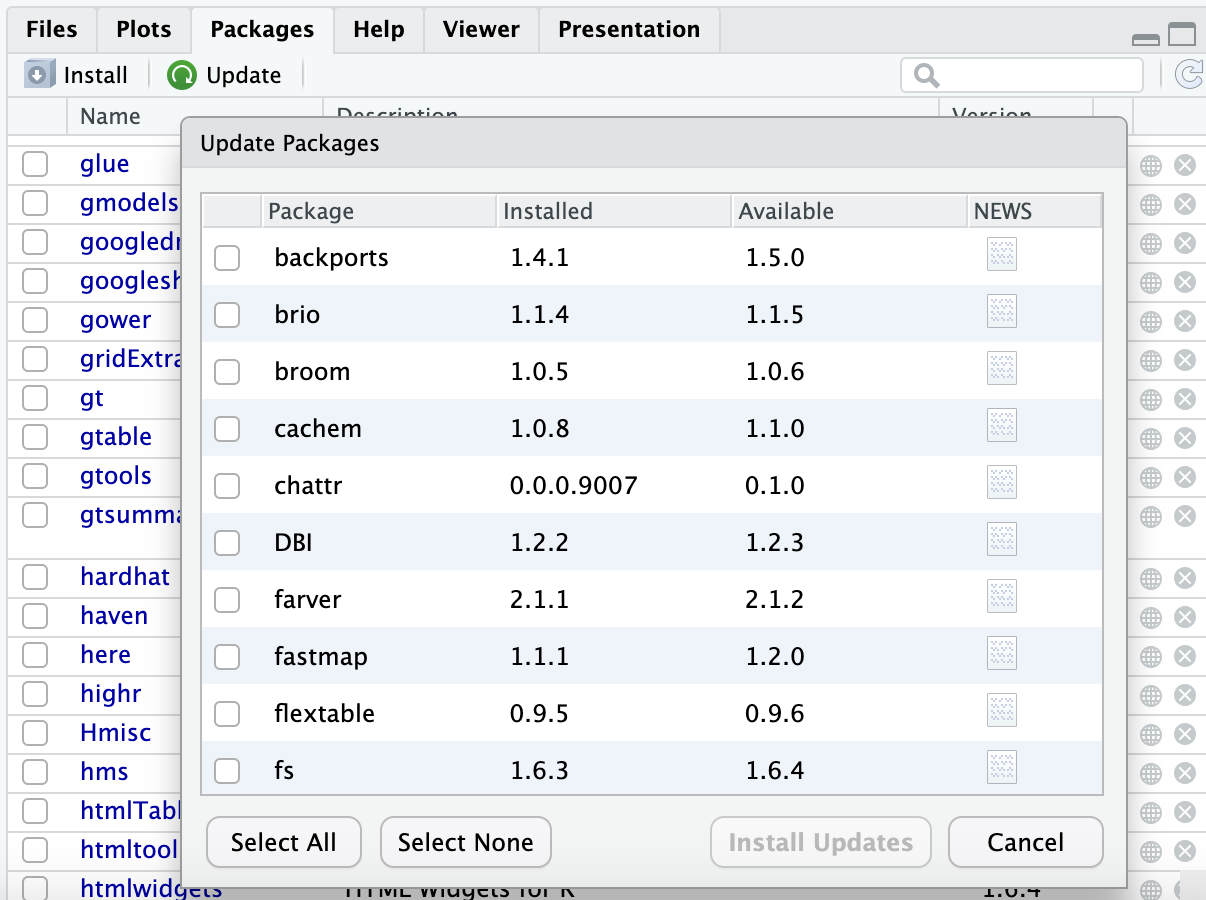 Files Plots Packages Help Viewer Presentation
Install Update
Name Description Version
Update Packages
Package Installed Available NEWS
backports 1.4.1 1.5.0
brio 1.1.4 1.1.5
broom 1.0.5 1.0.6
cachem 1.0.8 1.1.0
chattr 0.0.0.9007 0.1.0
DBI 1.2.2 1.2.3
farver 2.1.1 2.1.2
fastmap 1.1.1 1.2.0
flextable 0.9.5 0.9.6
fs 1.6.3 1.6.4
Select All Select None Install Updates Cancel
glue
gmodels
googledr
googlesh
gower
gridExtra
gt
gtable
gtools
gtsumma
hardhat
haven
here
highr
Hmisc
hms
htmlTabl
htmltool
htmlwidgets HTML Widgets for R 1.6.4